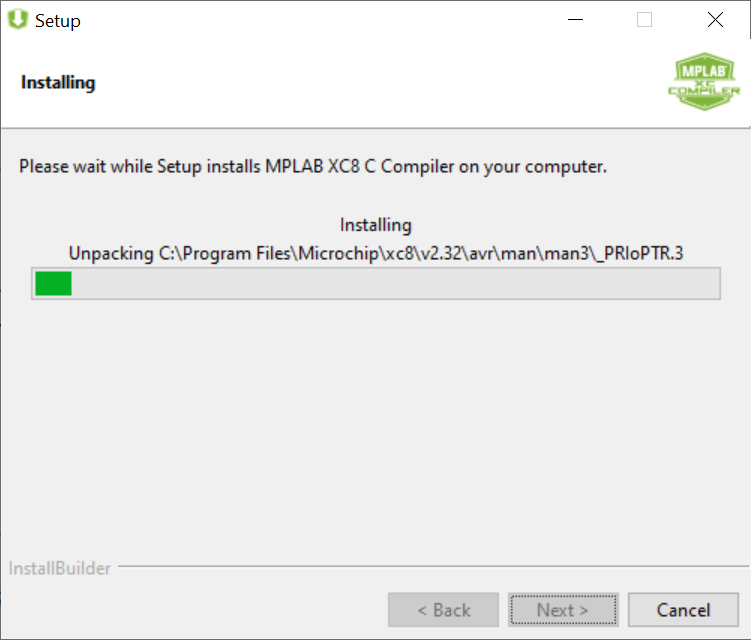 Setup
Installing
MPLAB
XC
COMPILER
Please wait while Setup installs MPLAB XC8 C Compiler on your computer.
Installing
Unpacking C:\Program Files\Microchip\xc8\v2.32\avr\man\man3\_PRIoPTR.3
InstallBuilder
< Back
Next >
Cancel